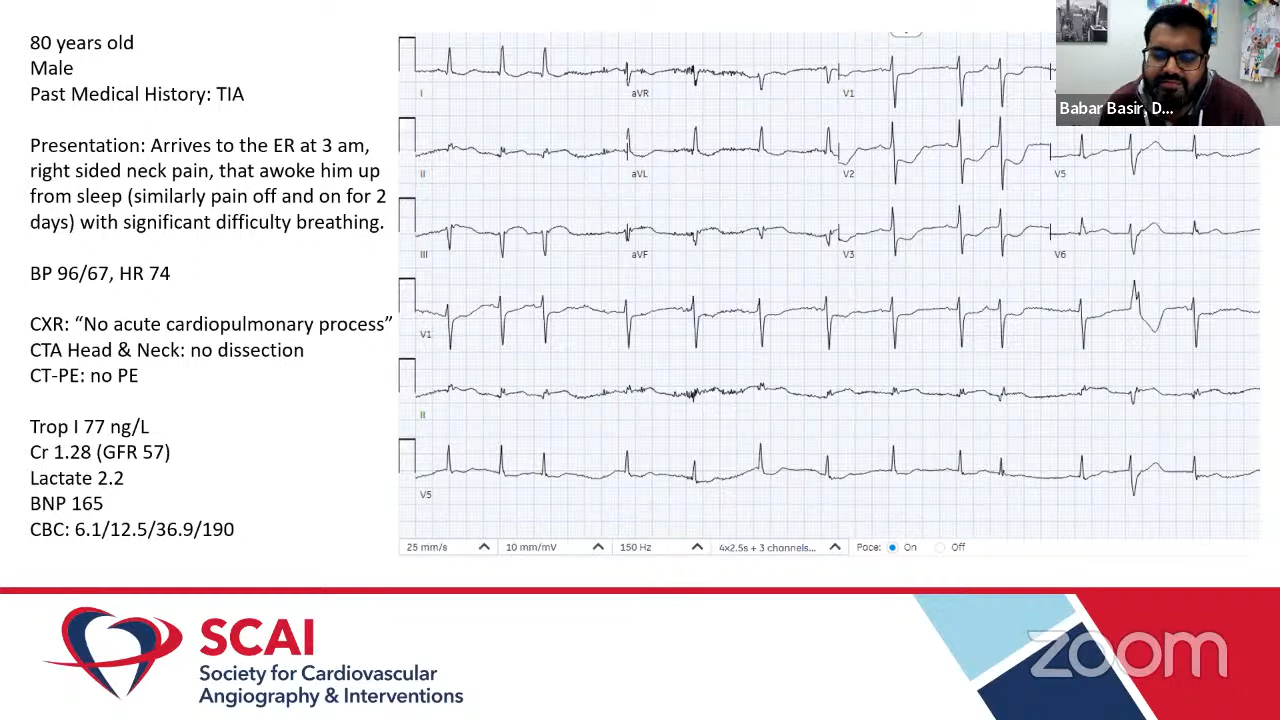 80 years old
Male
Past Medical History: TIA
Presentation: Arrives to the ER at 3 am,
right sided neck pain, that awoke him up
from sleep (similarly pain off and on for 2
days) with significant difficulty breathing.
BP 96/67, HR 74
CXR: “No acute cardiopulmonary process”
CTA Head & Neck: no dissection
CT-PE: no PE
Trop I 77 ng/L
Cr 1.28 (GFR 57)
Lactate 2.2
BNP 165
CBC: 6.1/12.5/36.9/190
I
aVR
V1
II
aVL
V2
V5
III
aVF
V3
V6
V1
II
V5
25 mm/s
10 mm/mV
150 Hz
4x2.5s + 3 channels...
Pace:
On
Off
Babar Basir, D...
SCAI
Society for Cardiovascular
Angiography & Interventions
zoom